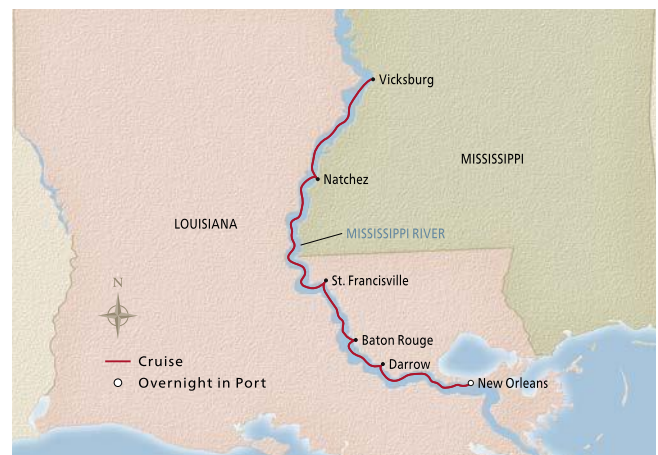 Vicksburg
MISSISSIPPI
Natchez
LOUISIANA
MISSISSIPPI RIVER
St. Francisville
N
Baton Rouge
Cruise
Darrow
Overnight in Port
New Orleans